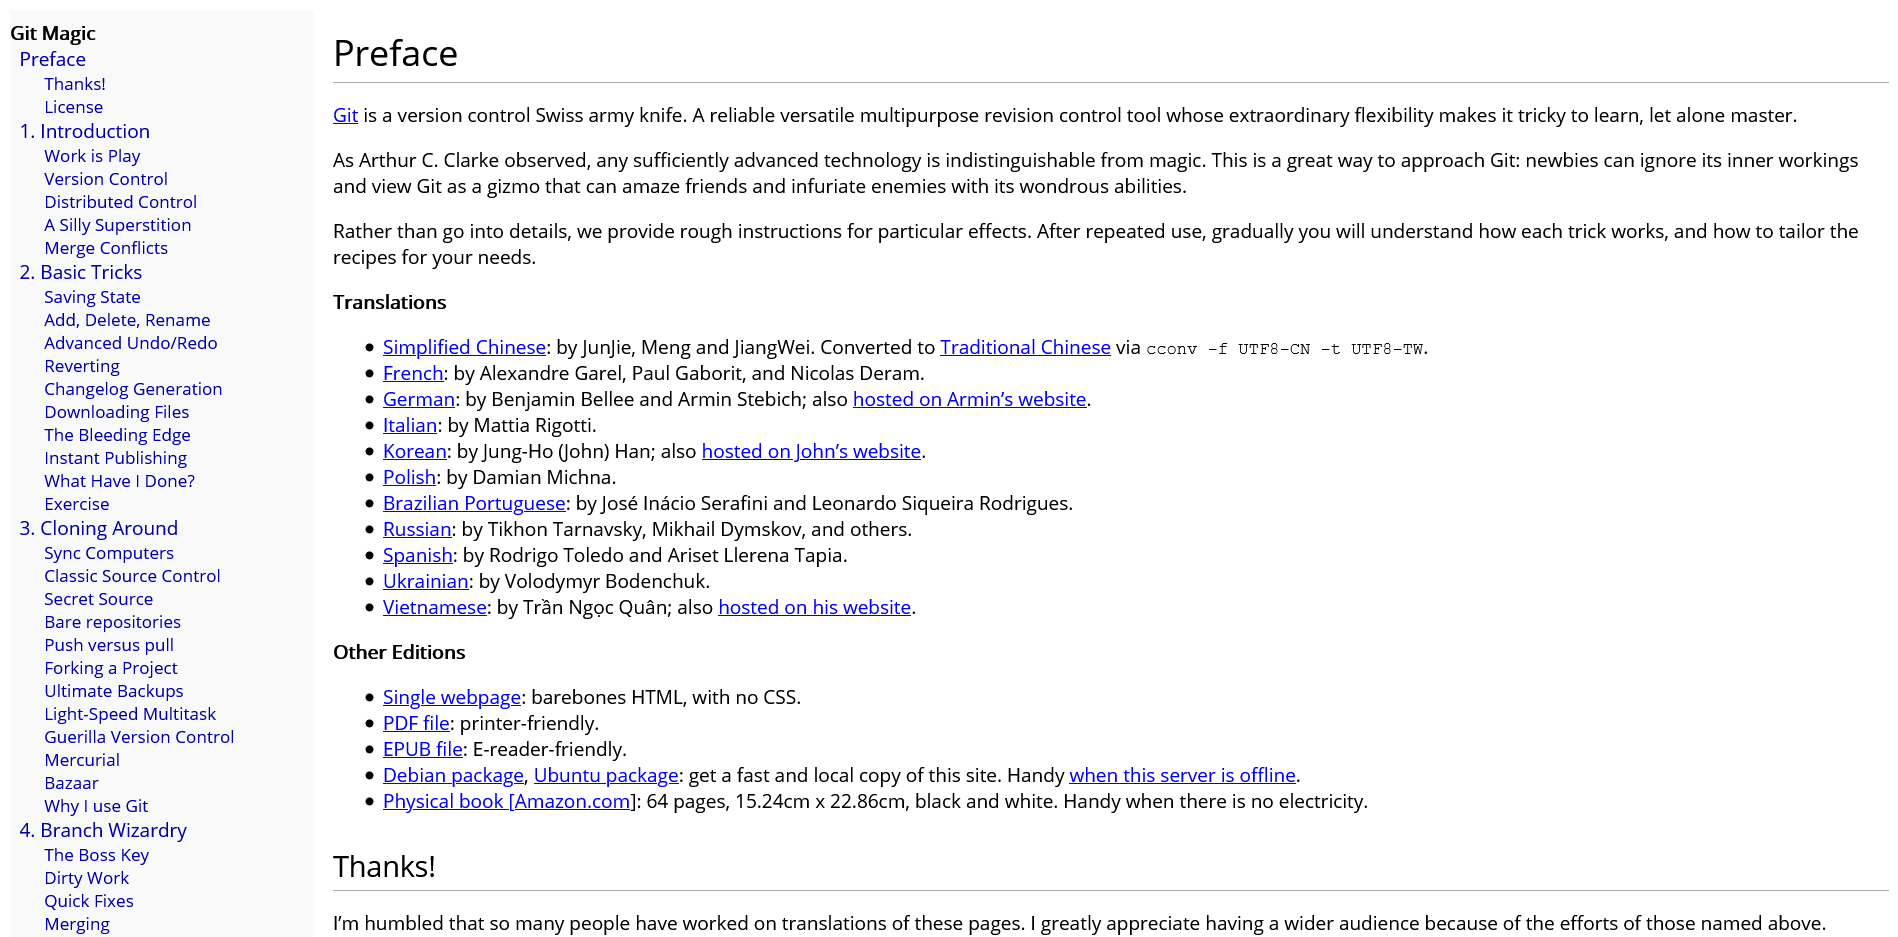 Git Magic
Preface
Thanks!
License
1. Introduction
Work is Play
Version Control
Distributed Control
A Silly Superstition
Merge Conflicts
2. Basic Tricks
Saving State
Add, Delete, Rename
Advanced Undo/Redo
Reverting
Changelog Generation
Downloading Files
The Bleeding Edge
Instant Publishing
What Have I Done?
Exercise
3. Cloning Around
Sync Computers
Classic Source Control
Secret Source
Bare repositories
Push versus pull
Forking a Project
Ultimate Backups
Light-Speed Multitask
Guerilla Version Control
Mercurial
Bazaar
Why I use Git
4. Branch Wizardry
The Boss Key
Dirty Work
Quick Fixes
Merging
Preface
Git is a version control Swiss army knife. A reliable versatile multipurpose revision control tool whose extraordinary flexibility makes it tricky to learn, let alone master.
As Arthur C. Clarke observed, any sufficiently advanced technology is indistinguishable from magic. This is a great way to approach Git: newbies can ignore its inner workings
and view Git as a gizmo that can amaze friends and infuriate enemies with its wondrous abilities.
Rather than go into details, we provide rough instructions for particular effects. After repeated use, gradually you will understand how each trick works, and how to tailor the
recipes for your needs.
Translations
• Simplified Chinese: by JunJie, Meng and JiangWei. Converted to Traditional Chinese via cconv -f UTF8-CN -t UTF8-TW.
• French: by Alexandre Garel, Paul Gaborit, and Nicolas Deram.
• German: by Benjamin Bellee and Armin Stebich; also hosted on Armin’s website.
• Italian: by Mattia Rigotti.
• Korean: by Jung-Ho (John) Han; also hosted on John’s website.
• Polish: by Damian Michna.
• Brazilian Portuguese: by José Inácio Serafini and Leonardo Siqueira Rodrigues.
• Russian: by Tikhon Tarnavsky, Mikhail Dymskov, and others.
• Spanish: by Rodrigo Toledo and Ariset Llerena Tapia.
• Ukrainian: by Volodymyr Bodenchuk.
• Vietnamese: by Trần Ngọc Quân; also hosted on his website.
Other Editions
• Single webpage: barebones HTML, with no CSS.
• PDF file: printer-friendly.
• EPUB file: E-reader-friendly.
• Debian package, Ubuntu package: get a fast and local copy of this site. Handy when this server is offline.
• Physical book [Amazon.com]: 64 pages, 15.24cm x 22.86cm, black and white. Handy when there is no electricity.
Thanks!
I’m humbled that so many people have worked on translations of these pages. I greatly appreciate having a wider audience because of the efforts of those named above.